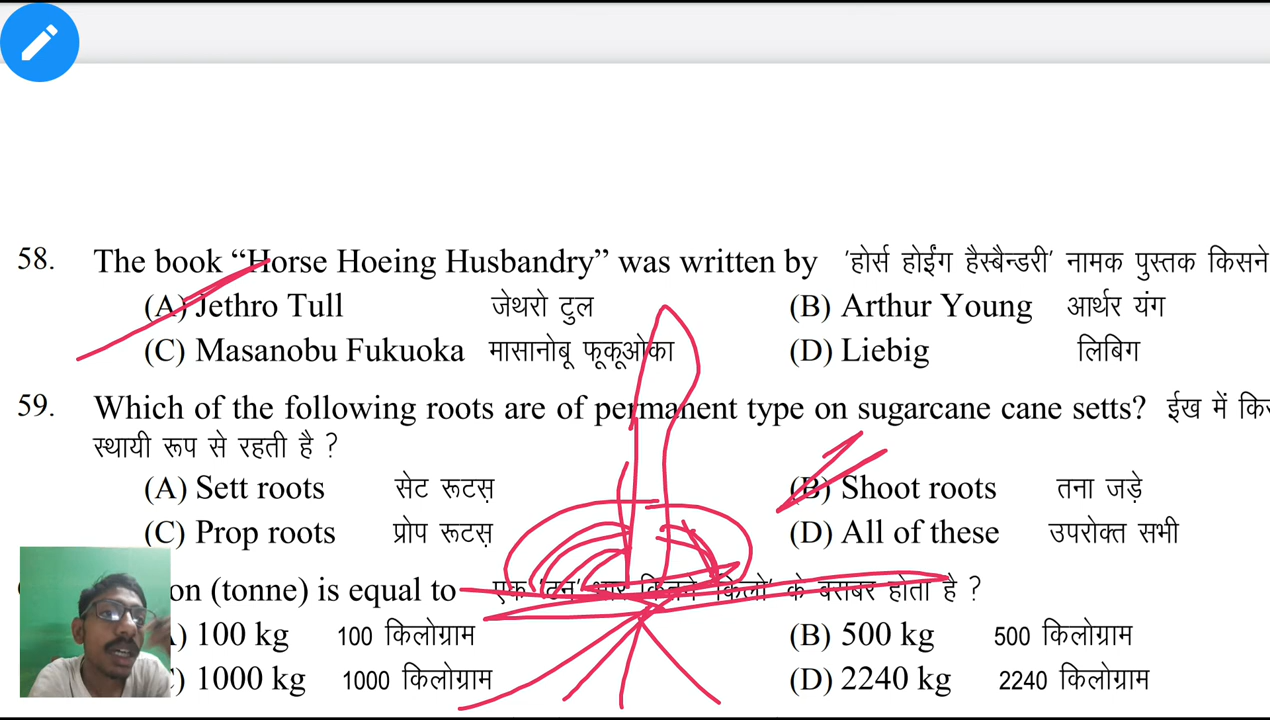 58. The book “Horse Hoeing Husbandry” was written by 'होर्स होईंग हैस्बैन्डरी' नामक पुस्तक किसने
(A) Jethro Tull जेथरो टुल (B) Arthur Young आर्थर यंग
(C) Masanobu Fukuoka मासानोबू फूकूओका (D) Liebig लिबिग
59. Which of the following roots are of permanent type on sugarcane cane setts? ईख में
स्थायी रूप से रहती है ?
(A) Sett roots सेट रूटस़ (B) Shoot roots तना जड़े
(C) Prop roots प्रोप रूटस़ (D) All of these उपरोक्त सभी
on (tonne) is equal to एक 'टन' भार कितने 'किलो' के बराबर होता है ?
) 100 kg 100 किलोग्राम (B) 500 kg 500 किलोग्राम
) 1000 kg 1000 किलोग्राम (D) 2240 kg 2240 किलोग्राम